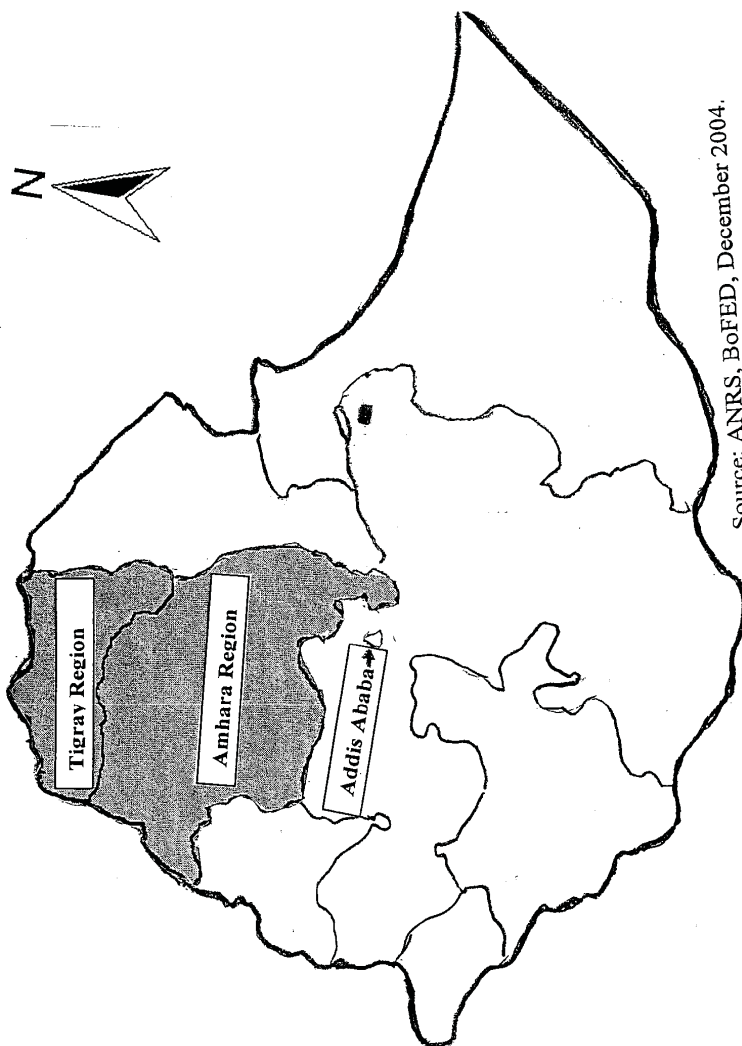 N
Tigray Region
Amhara Region
Addis Ababa
Source: ANRS, BoFED, December 2004.